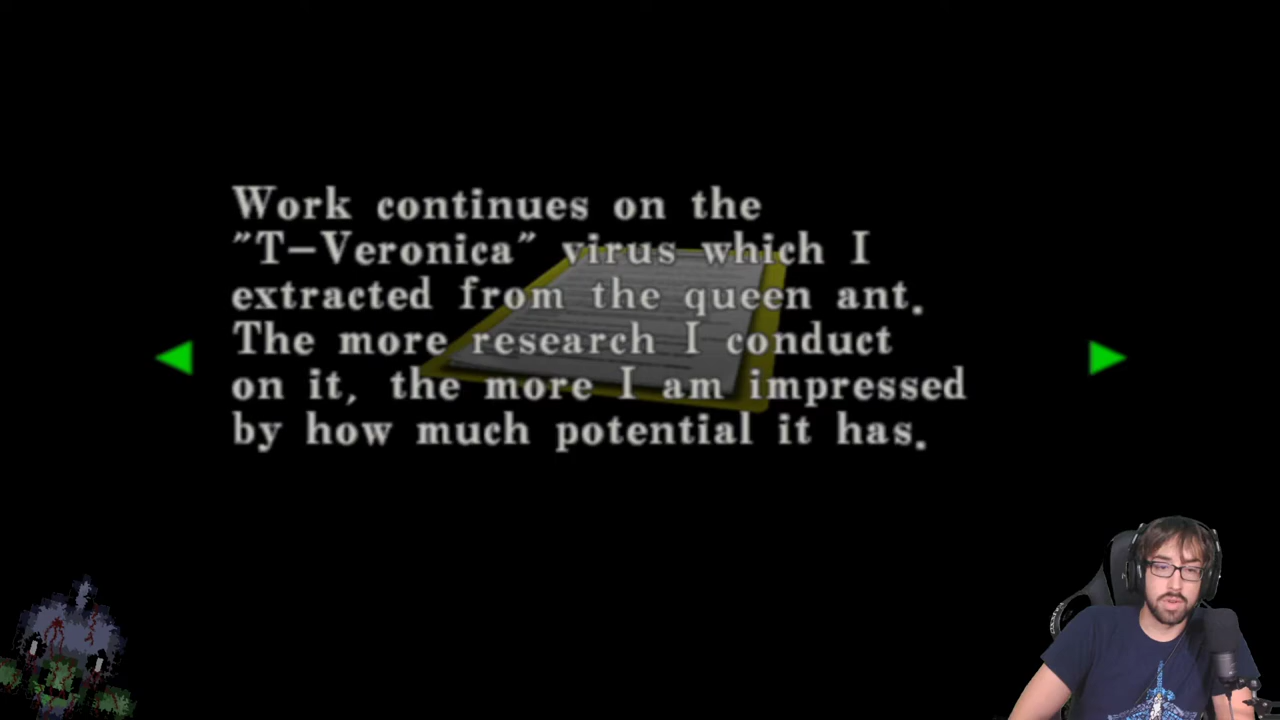 Work continues on the
"T-Veronica" virus which I
extracted from the queen ant.
The more research I conduct
on it, the more I am impressed
by how much potential it has.